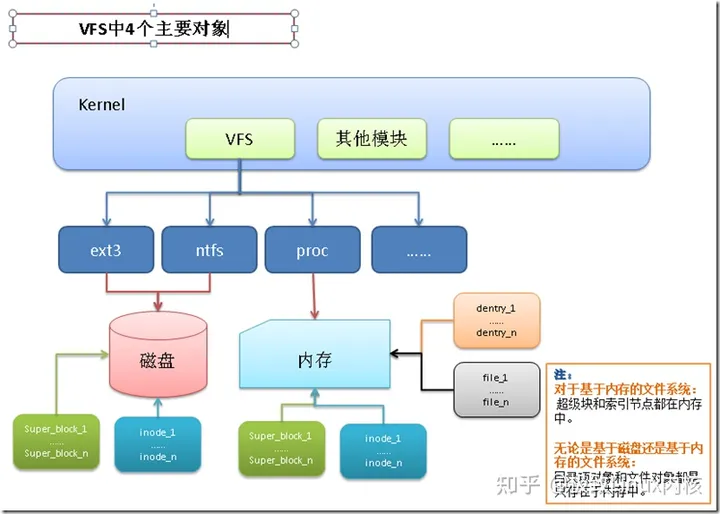 VFS中4个主要对象
Kernel
VFS
其他模块
......
ext3
ntfs
proc
......
磁盘
内存
dentry_1
......
dentry_n
file_1
......
file_n
Super_block_1
......
Super_block_n
inode_1
......
inode_n
Super_block_1
......
Super_block_n
inode_1
......
inode_n
注:
对于基于内存的文件系统:
超级块和索引节点都在内存
中。
无论是基于磁盘还是基于内
存的文件系统:
目录项对象和文件对象都是
只存在于内存中。
知乎
Linux内核